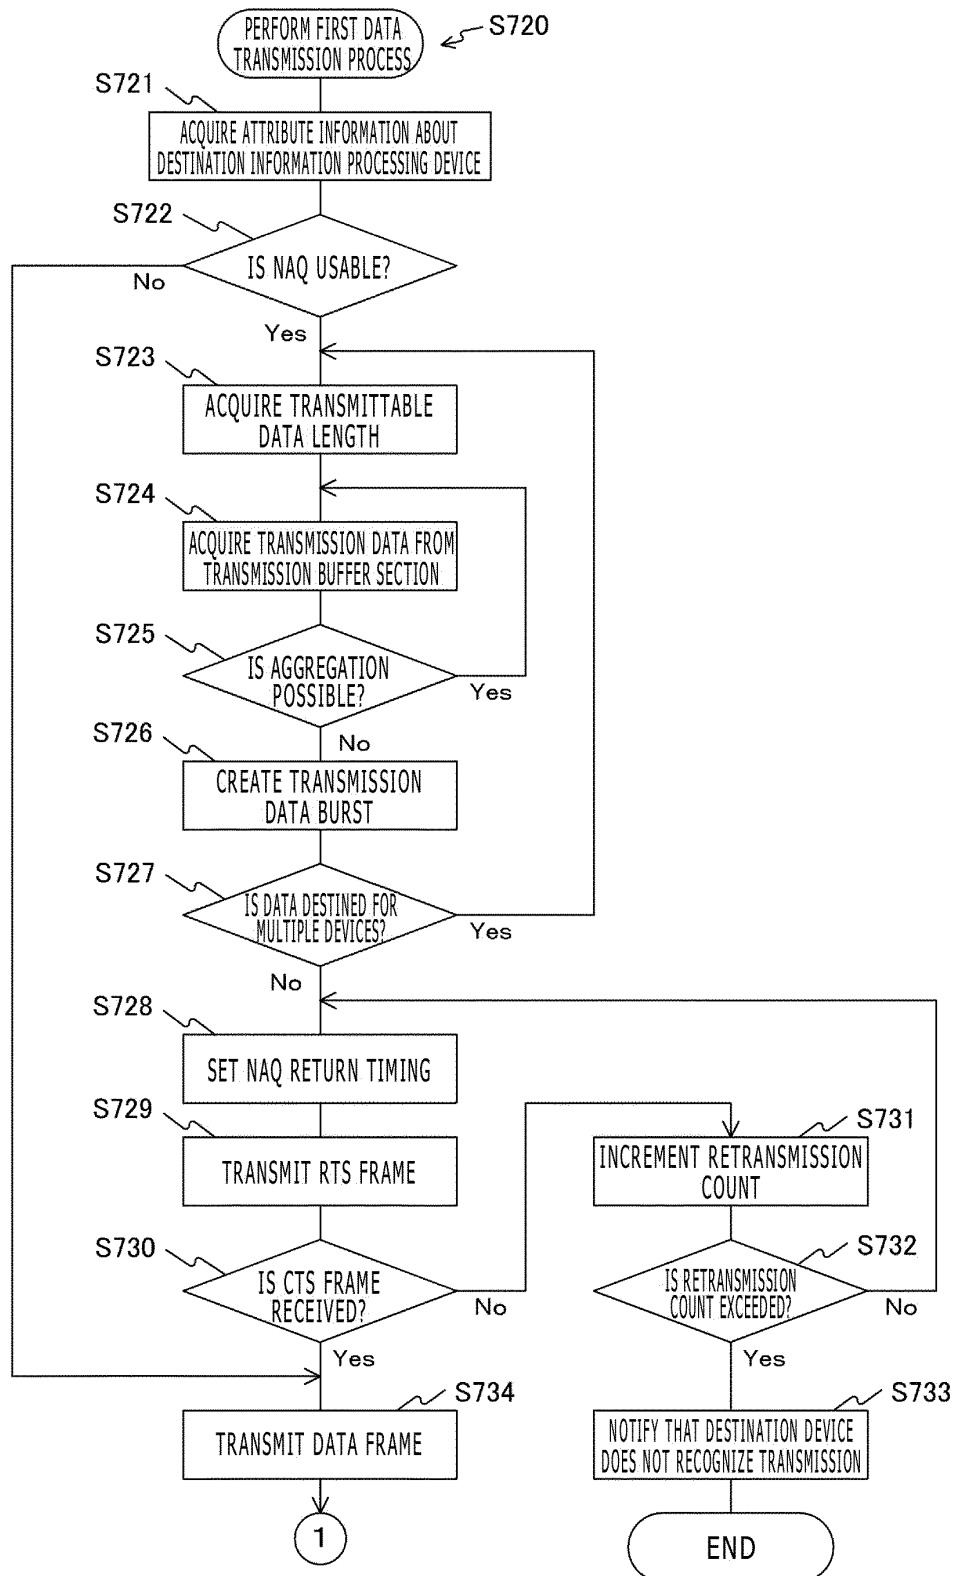 PERFORM FIRST DATA
TRANSMISSION PROCESS
S720
S721
ACQUIRE ATTRIBUTE INFORMATION ABOUT
DESTINATION INFORMATION PROCESSING DEVICE
S722
IS NAQ USABLE?
No
Yes
S723
ACQUIRE TRANSMITTABLE
DATA LENGTH
S724
ACQUIRE TRANSMISSION DATA FROM
TRANSMISSION BUFFER SECTION
S725
IS AGGREGATION
POSSIBLE?
Yes
No
S726
CREATE TRANSMISSION
DATA BURST
S727
IS DATA DESTINED FOR
MULTIPLE DEVICES?
Yes
No
S728
SET NAQ RETURN TIMING
S729
TRANSMIT RTS FRAME
S730
IS CTS FRAME
RECEIVED?
No
Yes
S731
INCREMENT RETRANSMISSION
COUNT
S732
IS RETRANSMISSION
COUNT EXCEEDED?
No
Yes
S733
NOTIFY THAT DESTINATION DEVICE
DOES NOT RECOGNIZE TRANSMISSION
END
S734
TRANSMIT DATA FRAME
1